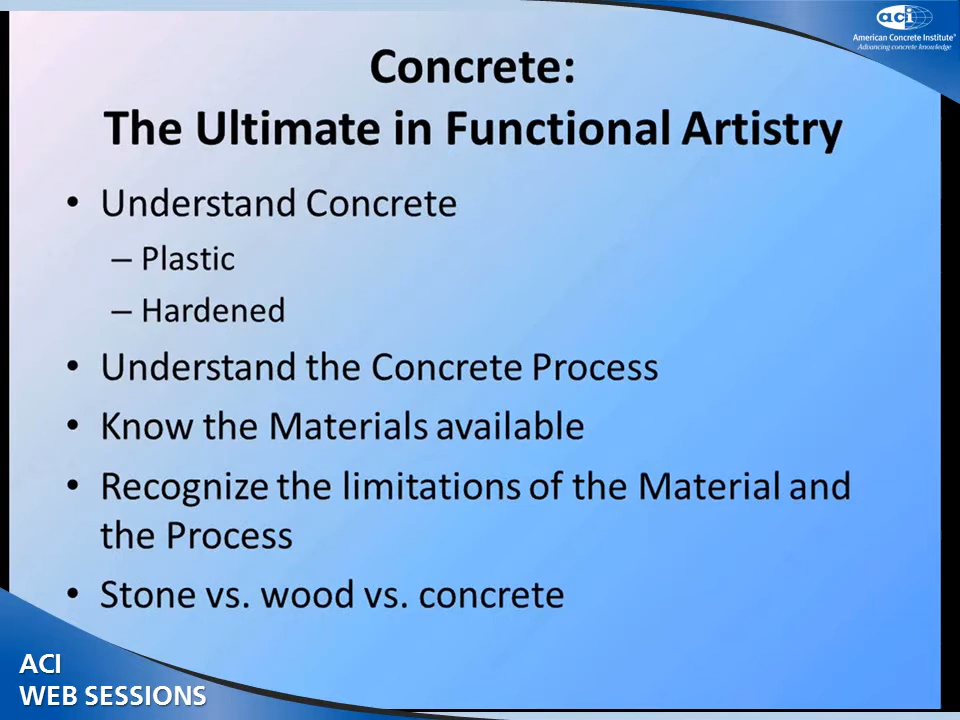 aci
American Concrete Institute®
Advancing concrete knowledge
Concrete:
The Ultimate in Functional Artistry
• Understand Concrete
– Plastic
– Hardened
• Understand the Concrete Process
• Know the Materials available
• Recognize the limitations of the Material and
the Process
• Stone vs. wood vs. concrete
ACI
WEB SESSIONS